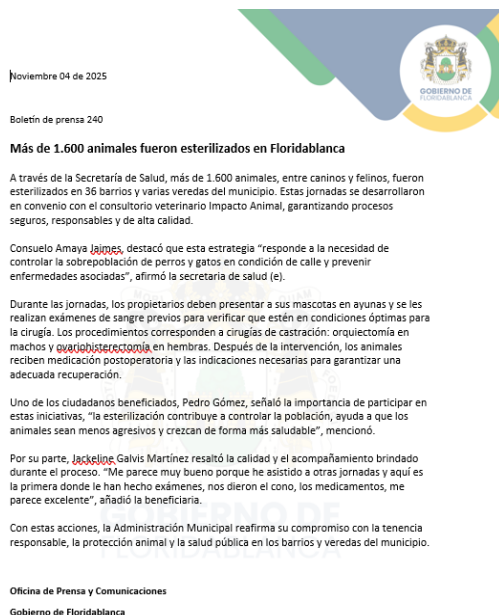 GOBIERNO DE
FLORIDABLANCA
Noviembre 04 de 2025
Boletín de prensa 240
Más de 1.600 animales fueron esterilizados en Floridablanca
A través de la Secretaría de Salud, más de 1.600 animales, entre caninos y felinos, fueron
esterilizados en 36 barrios y varias veredas del municipio. Estas jornadas se desarrollaron
en convenio con el consultorio veterinario Impacto Animal, garantizando procesos
seguros, responsables y de alta calidad.
Consuelo Amaya Jaimes, destacó que esta estrategia “responde a la necesidad de
controlar la sobrepoblación de perros y gatos en condición de calle y prevenir
enfermedades asociadas”, afirmó la secretaria de salud (e).
Durante las jornadas, los propietarios deben presentar a sus mascotas en ayunas y se les
realizan exámenes de sangre previos para verificar que estén en condiciones óptimas para
la cirugía. Los procedimientos corresponden a cirugías de castración: orquiectomía en
machos y ovariohisterectomía en hembras. Después de la intervención, los animales
reciben medicación postoperatoria y las indicaciones necesarias para garantizar una
adecuada recuperación.
Uno de los ciudadanos beneficiados, Pedro Gómez, señaló la importancia de participar en
estas iniciativas, “la esterilización contribuye a controlar la población, ayuda a que los
animales sean menos agresivos y crezcan de forma más saludable”, mencionó.
Por su parte, Jackeline Galvis Martínez resaltó la calidad y el acompañamiento brindado
durante el proceso. “Me parece muy bueno porque he asistido a otras jornadas y aquí es
la primera donde le han hecho exámenes, nos dieron el cono, los medicamentos, me
parece excelente”, añadió la beneficiaria.
GOBIERNO DE
Con estas acciones, la Administración Municipal reafirma su compromiso con la tenencia
responsable, la protección animal y la salud pública en los barrios y veredas del municipio.
FLORIDABLANCA
Oficina de Prensa y Comunicaciones
Gobierno de Floridablanca